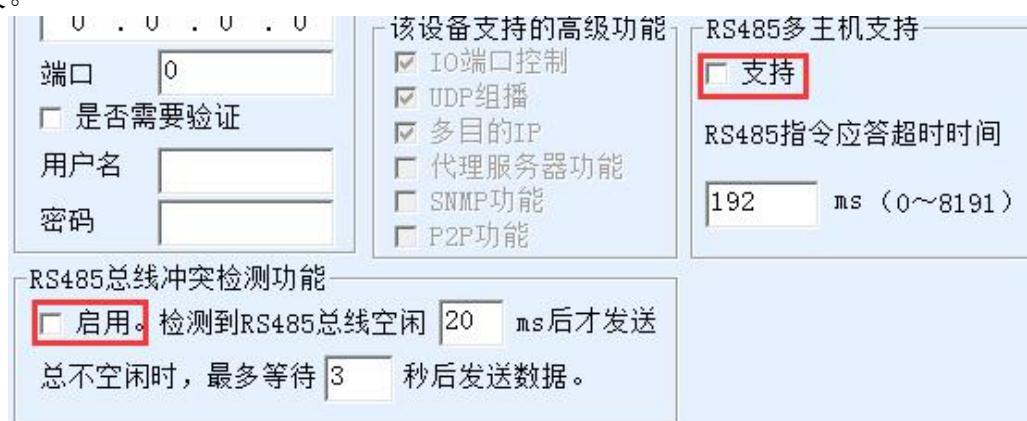 0 . 0 . 0 . 0
端口 0
是否需要验证
用户名
密码
该设备支持的高级功能
IO端口控制
UDP组播
多目的IP
代理服务器功能
SNMP功能
P2P功能
RS485多主机支持
支持
RS485指令应答超时时间
192 ms (0~8191)
RS485总线冲突检测功能
启用。检测到RS485总线空闲 20 ms后才发送
总不空闲时，最多等待 3 秒后发送数据。